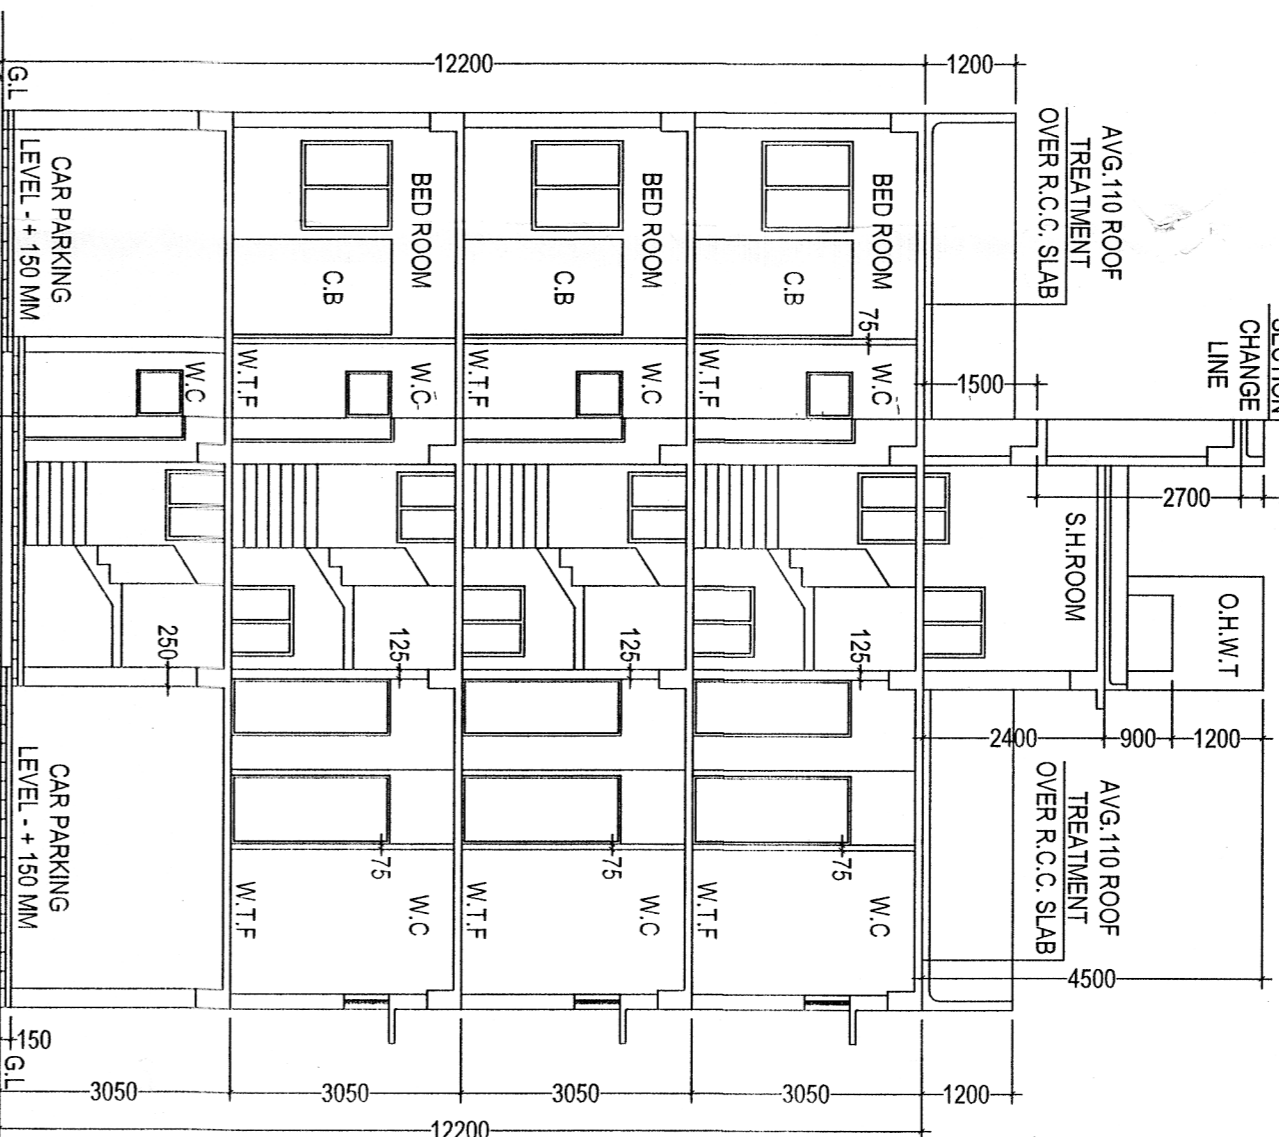 12200
1200
G.L
AVG.110 ROOF
TREATMENT
OVER R.C.C. SLAB
CHANGE
LINE
CAR PARKING
LEVEL - + 150 MM
BED ROOM
C.B
BED ROOM
C.B
BED ROOM
C.B
75
W.C
W.T.F
W.C
W.T.F
W.C
W.T.F
W.C
1500
2700
S.H.ROOM
O.H.W.T
250
125
125
125
2400
900
1200
CAR PARKING
LEVEL - + 150 MM
AVG.110 ROOF
TREATMENT
OVER R.C.C. SLAB
75
75
75
W.T.F
W.C
W.T.F
W.C
W.T.F
W.C
4500
150
G.L
3050
3050
3050
3050
1200
12200